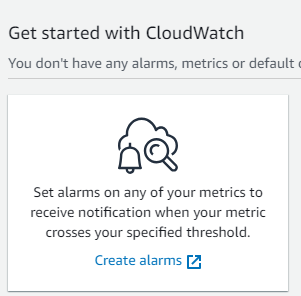 Get started with CloudWatch
You don't have any alarms, metrics or default
Set alarms on any of your metrics to
receive notification when your metric
crosses your specified threshold.
Create alarms